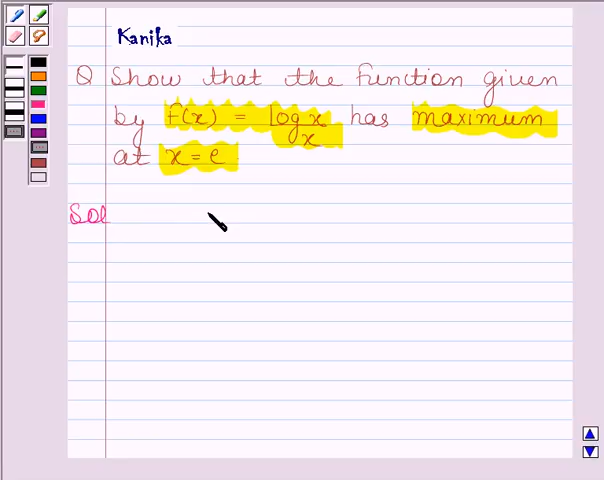 Kanika
Q Show that the function given
by f(x) = log x / x has maximum
at x = e
Sol